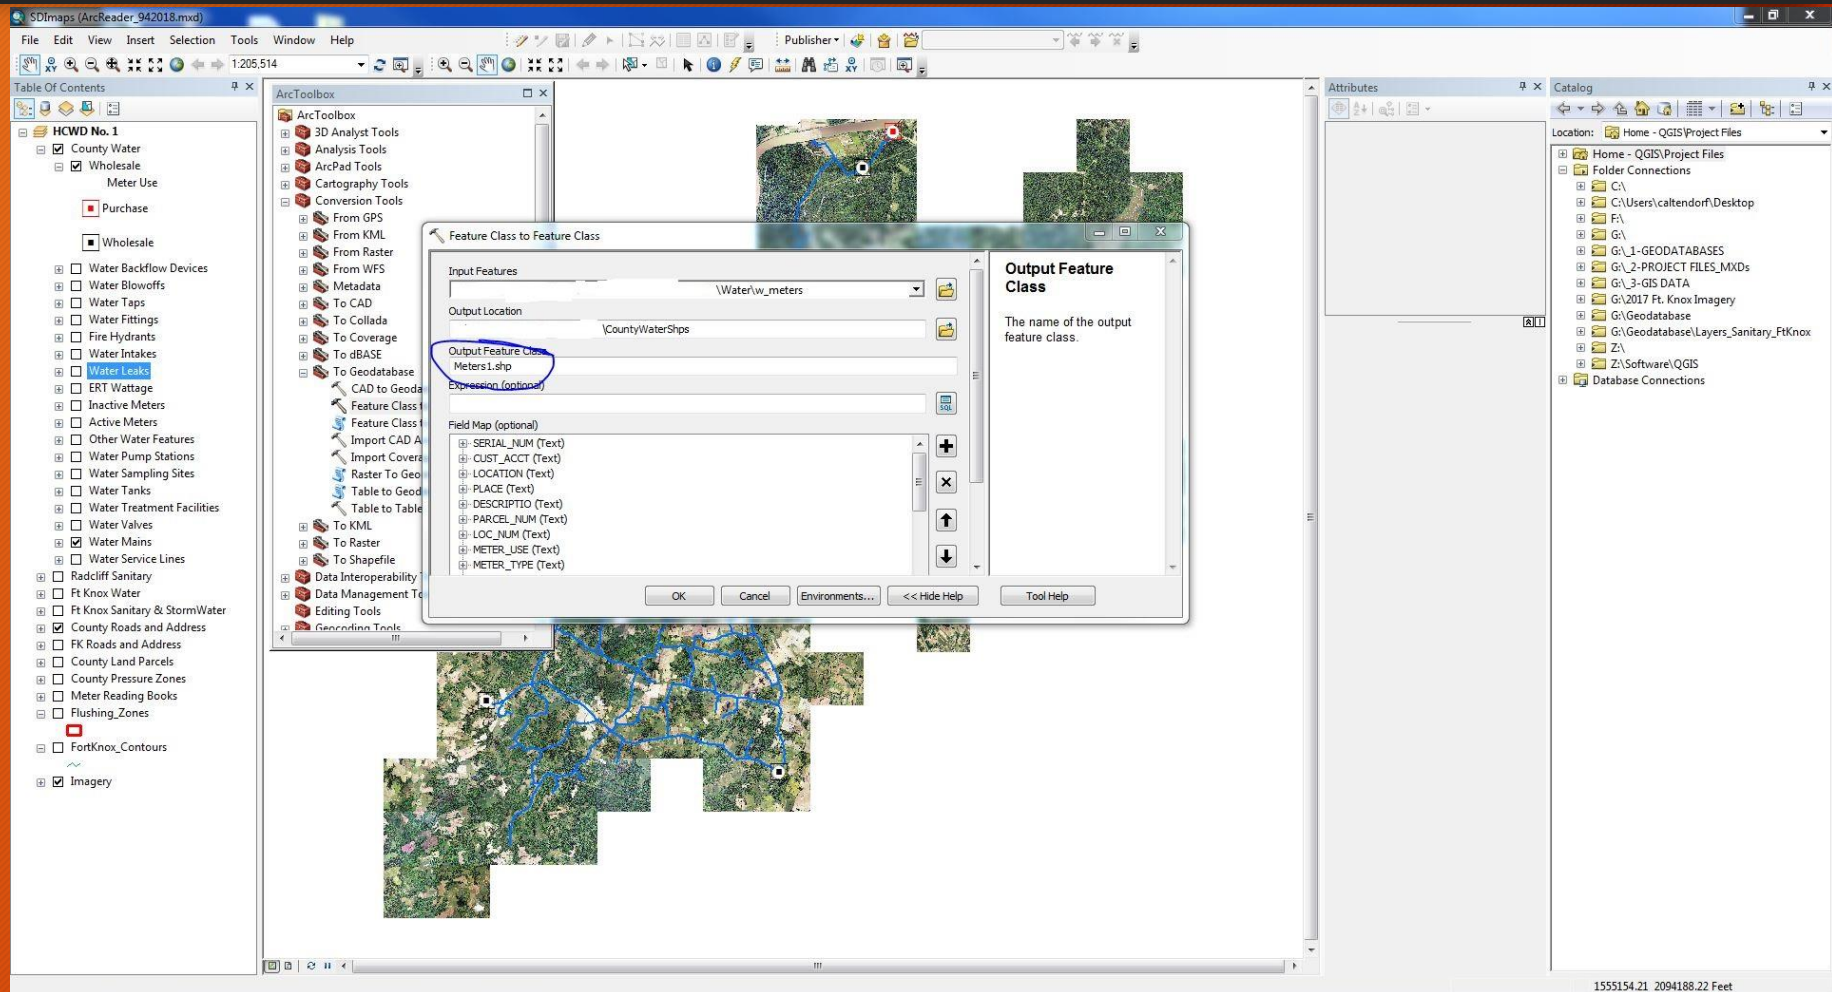 SDImaps (ArcReader_942018.mxd)
File Edit View Insert Selection Tools Window Help
Publisher
1:205,514
Table Of Contents
HCWD No. 1
County Water
Wholesale
Meter Use
Purchase
Wholesale
Water Backflow Devices
Water Blowoffs
Water Taps
Water Fittings
Fire Hydrants
Water Intakes
Water Leaks
ERT Wattage
Inactive Meters
Active Meters
Other Water Features
Water Pump Stations
Water Sampling Sites
Water Tanks
Water Treatment Facilities
Water Valves
Water Mains
Water Service Lines
Radcliff Sanitary
Ft Knox Water
Ft Knox Sanitary & StormWater
County Roads and Address
FK Roads and Address
County Land Parcels
County Pressure Zones
Meter Reading Books
Flushing_Zones
FortKnox_Contours
Imagery
ArcToolbox
ArcToolbox
3D Analyst Tools
Analysis Tools
ArcPad Tools
Cartography Tools
Conversion Tools
From GPS
From KML
From Raster
From WFS
Metadata
To CAD
To Collada
To Coverage
To dBASE
To Geodatabase
CAD to Geoda
Feature Class t
Feature Class t
Import CAD A
Import Covera
Raster To Geo
Table to Geod
Table to Table
To KML
To Raster
To Shapefile
Data Interoperability
Data Management To
Editing Tools
Geocoding Tools
Feature Class to Feature Class
Input Features
\Water\w_meters
Output Location
\CountyWaterShps
Output Feature Class
Meters1.shp
Expression (optional)
SQL
Field Map (optional)
SERIAL_NUM (Text)
CUST_ACCT (Text)
LOCATION (Text)
PLACE (Text)
DESCRIPTIO (Text)
PARCEL_NUM (Text)
LOC_NUM (Text)
METER_USE (Text)
METER_TYPE (Text)
OK Cancel Environments... << Hide Help Tool Help
Output Feature
Class
The name of the output
feature class.
Attributes
Catalog
Location: Home - QGIS\Project Files
Home - QGIS\Project Files
Folder Connections
C:\
C:\Users\caltendorf\Desktop
F:\
G:\
G:\_1-GEODATABASES
G:\_2-PROJECT FILES_MXDs
G:\_3-GIS DATA
G:\2017 Ft. Knox Imagery
G:\Geodatabase
G:\Geodatabase\Layers_Sanitary_FtKnox
Z:\
Z:\Software\QGIS
Database Connections
1555154.21 2094188.22 Feet